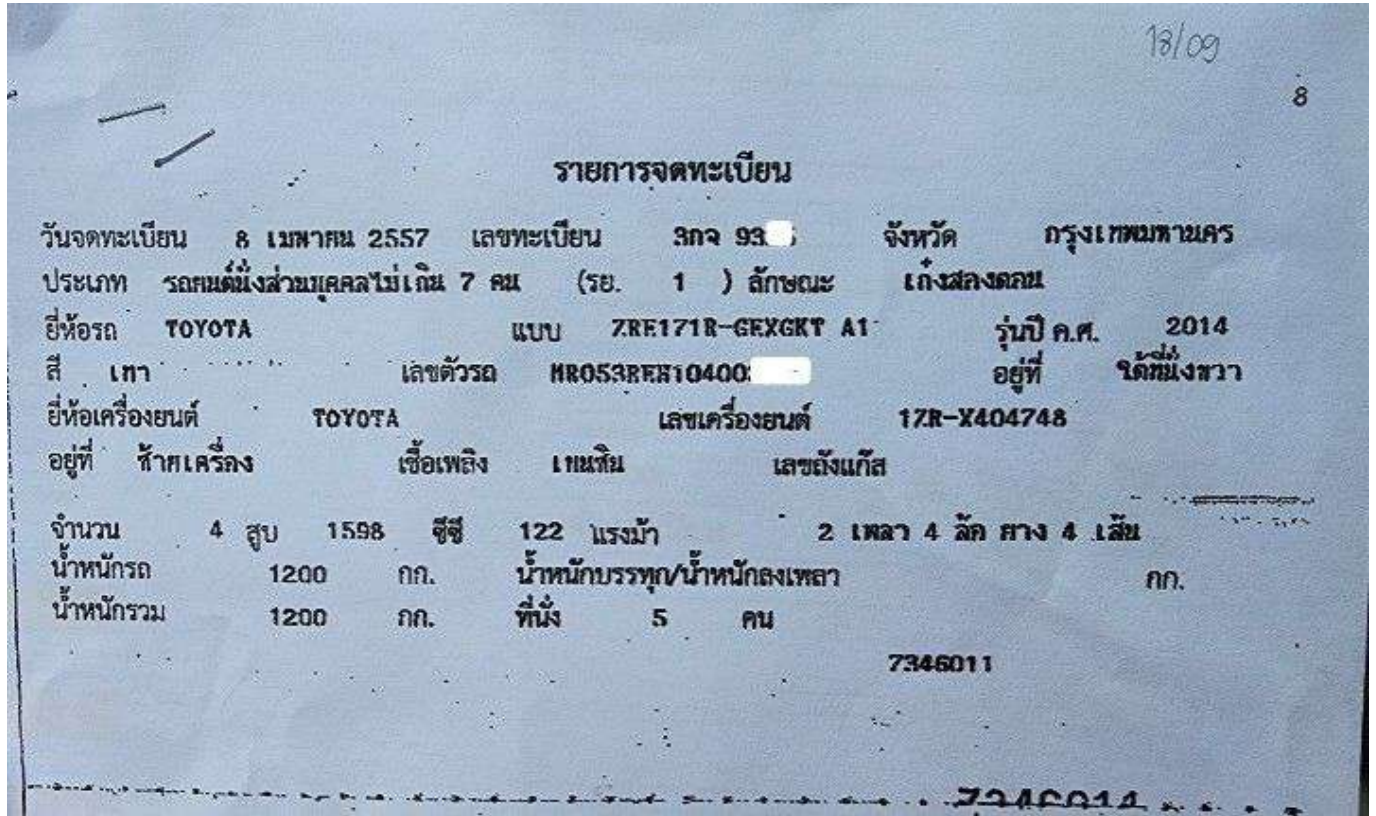 18/09
8
รายการจดทะเบียน
วันจดทะเบียน 8 เมษายน 2557 เลขทะเบียน 3กจ 93 จังหวัด กรุงเทพมหานคร
ประเภท รถยนต์นั่งส่วนบุคคลไม่เกิน 7 คน (รย. 1 ) ลักษณะ เก๋งสองตอน
ยี่ห้อรถ TOYOTA แบบ ZRE171R-GEXGKT A1 รุ่นปี ค.ศ. 2014
สี เทา เลขตัวรถ MR053REH10400 อยู่ที่ ใต้ที่นั่งขวา
ยี่ห้อเครื่องยนต์ TOYOTA เลขเครื่องยนต์ 1ZR-X404748
อยู่ที่ ซ้ายเครื่อง เชื้อเพลิง เบนซิน เลขถังแก๊ส
จำนวน 4 สูบ 1598 ซีซี 122 แรงม้า 2 เพลา 4 ล้อ ยาง 4 เส้น
น้ำหนักรถ 1200 กก. น้ำหนักบรรทุก/น้ำหนักลงเพลา กก.
น้ำหนักรวม 1200 กก. ที่นั่ง 5 คน
7346011